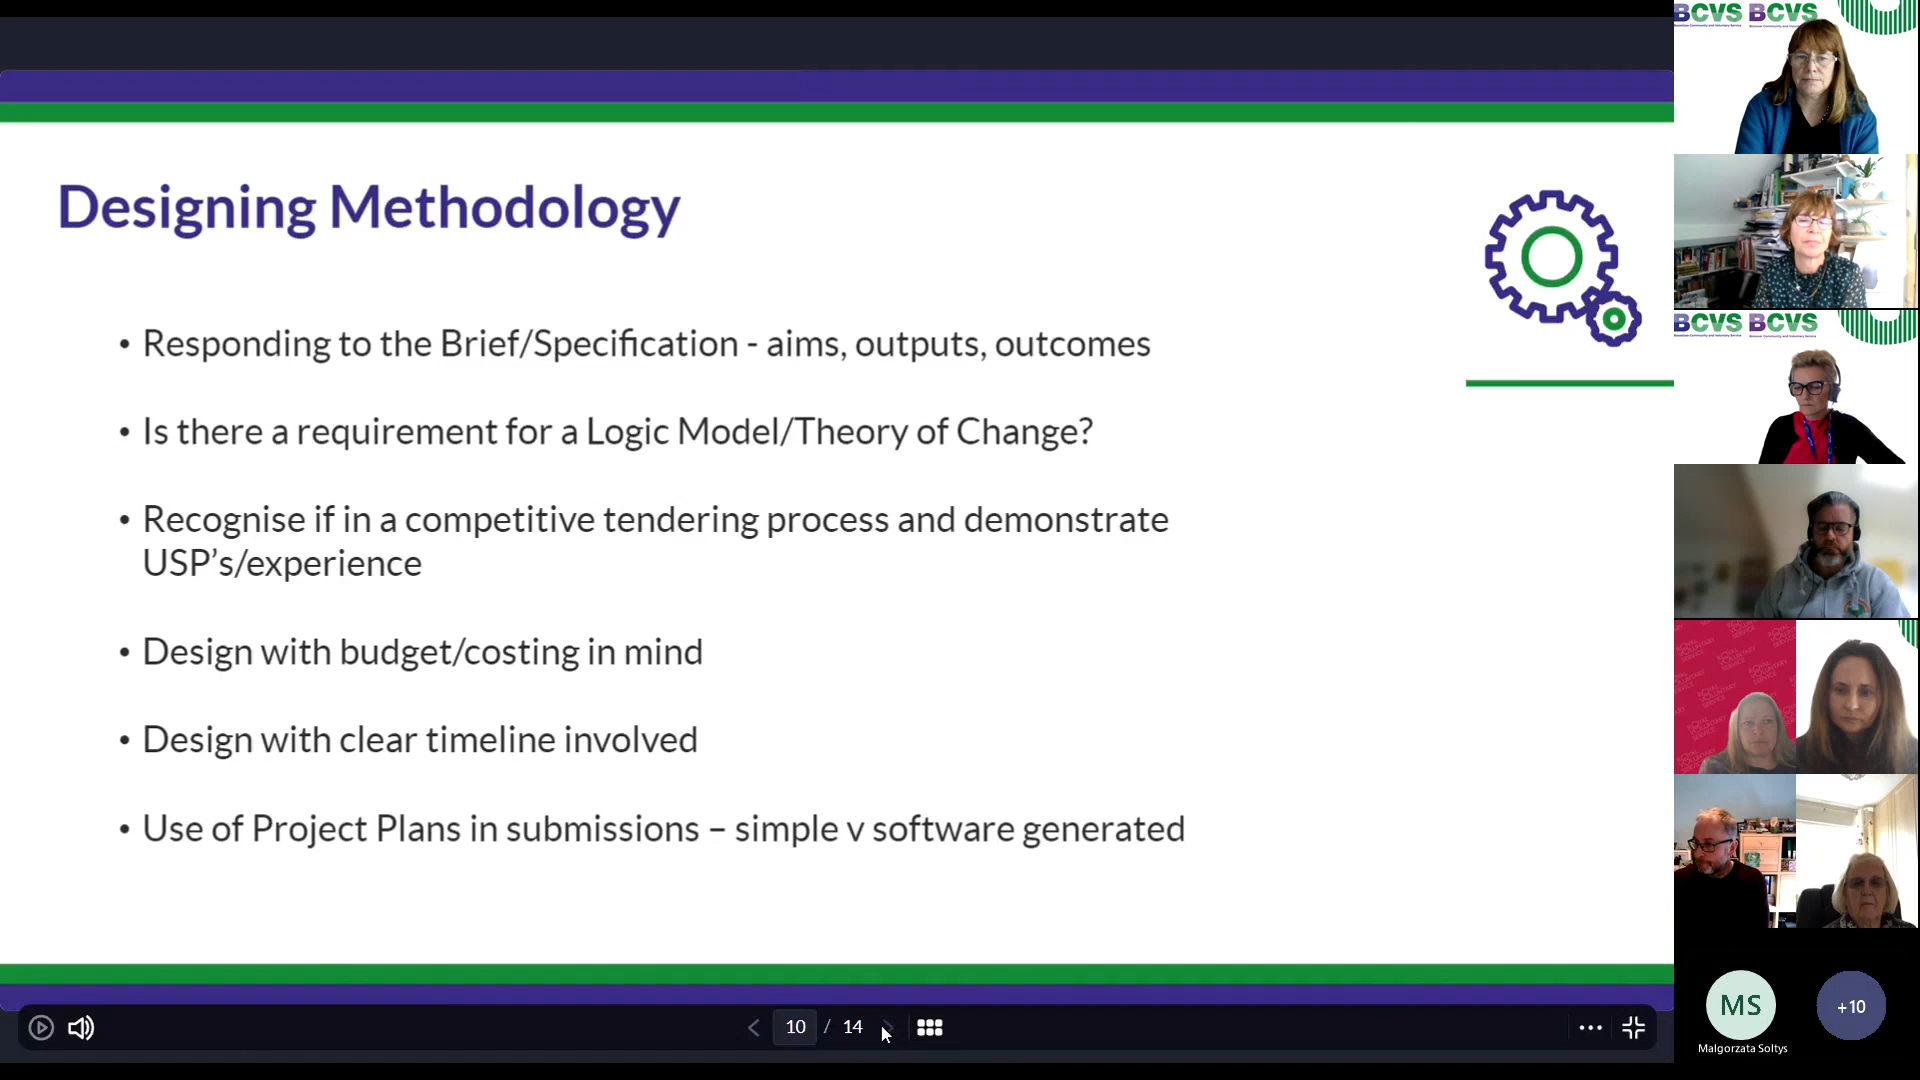 Designing Methodology
• Responding to the Brief/Specification - aims, outputs, outcomes
• Is there a requirement for a Logic Model/Theory of Change?
• Recognise if in a competitive tendering process and demonstrate
USP’s/experience
• Design with budget/costing in mind
• Design with clear timeline involved
• Use of Project Plans in submissions – simple v software generated
10 / 14
BCVS BCVS
BCVS BCVS
ROYAL VOLUNTARY SERVICE
MS
+10
Malgorzata Soltys